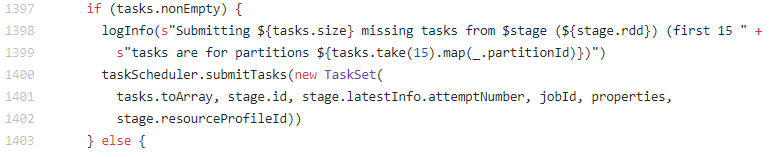 1397 if (tasks.nonEmpty) {
1398 logInfo(s"Submitting ${tasks.size} missing tasks from $stage (${stage.rdd}) (first 15 " +
1399 s"tasks are for partitions ${tasks.take(15).map(_.partitionId)})")
1400 taskScheduler.submitTasks(new TaskSet(
1401 tasks.toArray, stage.id, stage.latestInfo.attemptNumber, jobId, properties,
1402 stage.resourceProfileId))
1403 } else {